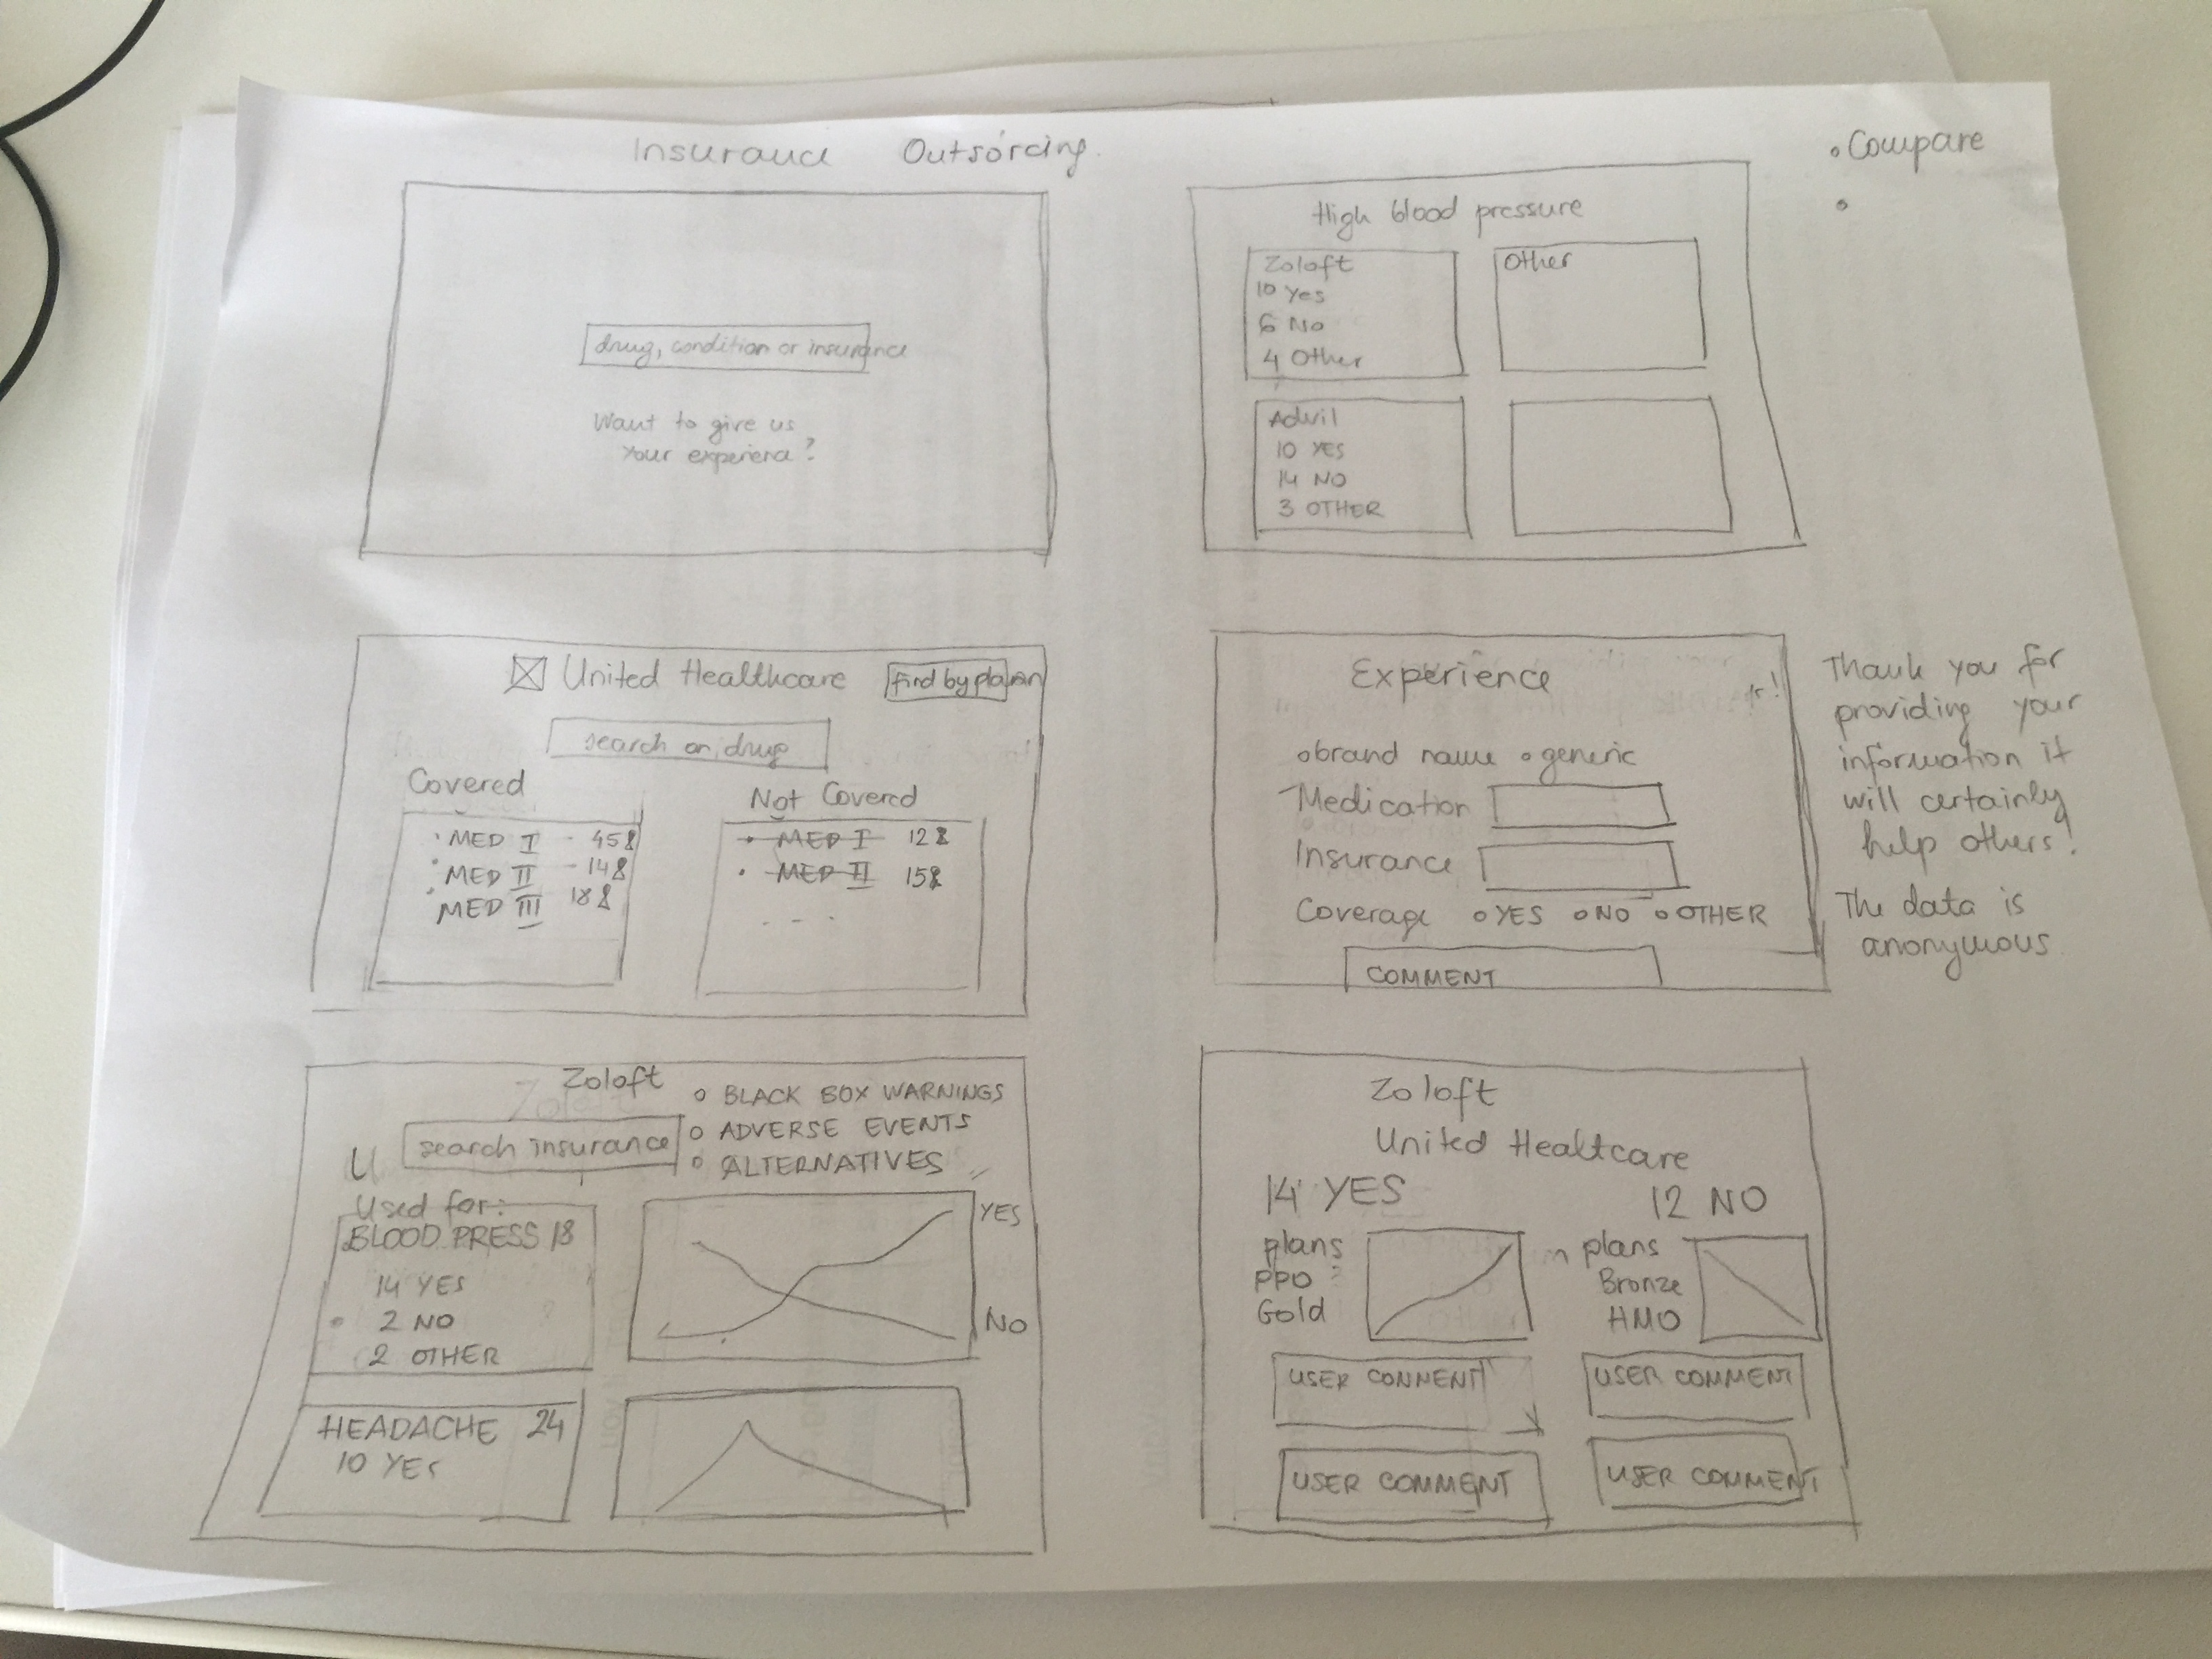 Insurance Outsorcing.
• Compare
•
drug, condition or insurance
Want to give us
Your experience?
High blood pressure
Zoloft
10 Yes
6 No
4 Other
Other
Advil
10 YES
14 NO
3 OTHER
United Healthcare
find by plan
search on drug
Covered
• MED I - 45$
• MED II - 14$
• MED III 18$
Not Covered
• MED I 12$
• MED II 15$
- - -
Experience
o brand name o generic
Medication
Insurance
Coverage o YES o NO o OTHER
COMMENT
Thank you for
providing your
information it
will certainly
help others!
The data is
anonymous
Zoloft
o BLACK BOX WARNINGS
o ADVERSE EVENTS
o ALTERNATIVES
U
search insurance
Used for:
BLOOD PRESS 18
14 YES
• 2 NO
2 OTHER
YES
NO
HEADACHE 24
10 YES
Zoloft
United Healtcare
14 YES
12 NO
plans
PPO
Gold
plans
Bronze
HMO
USER COMMENT
USER COMMENT
USER COMMENT
USER COMMENT